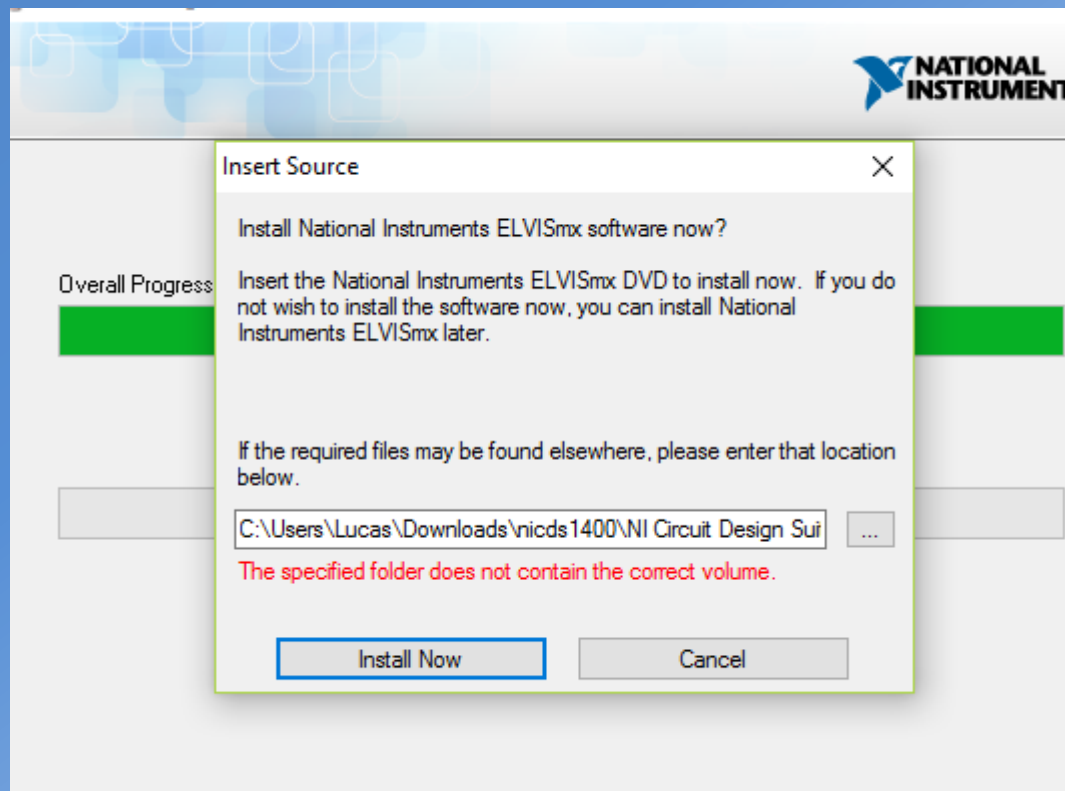 NATIONAL
INSTRUMENT
Insert Source
Install National Instruments ELVISmx software now?
Overall Progress
Insert the National Instruments ELVISmx DVD to install now. If you do
not wish to install the software now, you can install National
Instruments ELVISmx later.
If the required files may be found elsewhere, please enter that location
below.
C:\Users\Lucas\Downloads\nicds1400\NI Circuit Design Sui
...
The specified folder does not contain the correct volume.
Install Now
Cancel